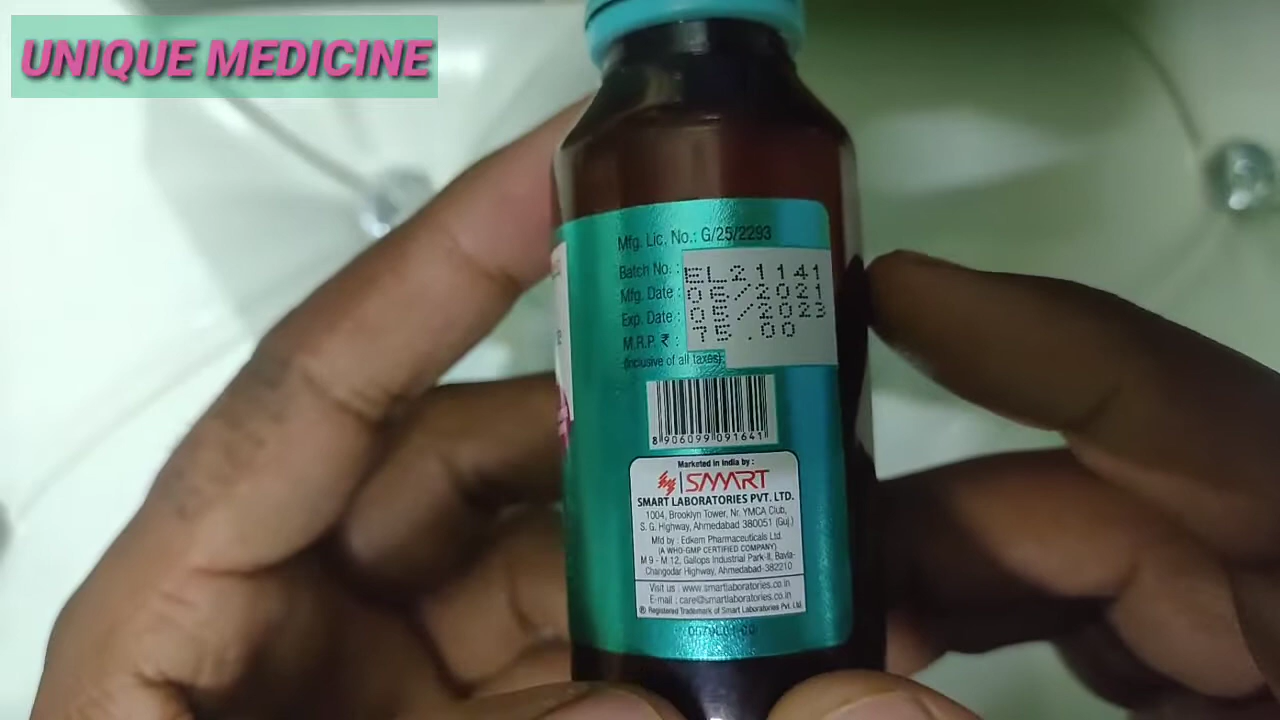 UNIQUE MEDICINE
Mfg. Lic. No.: G/25/2293
Batch No. : EL21141
Mfg. Date : 06/2021
Exp. Date : 05/2023
M.R.P. ₹ : 75.00
(Inclusive of all taxes)
8 906099 091641
Marketed in India by :
SMART
SMART LABORATORIES PVT. LTD.
1004, Brooklyn Tower, Nr. YMCA Club,
S. G. Highway, Ahmedabad 380051 (Guj.)
Mfd by : Edkem Pharmaceuticals Ltd.
(A WHO-GMP CERTIFIED COMPANY)
M 9 - M 12, Gallops Industrial Park-II, Bavla-
Changodar Highway, Ahmedabad-382210
Visit us : www.smartlaboratories.co.in
E-mail : care@smartlaboratories.co.in
® Registered Trademark of Smart Laboratories Pvt. Ltd.